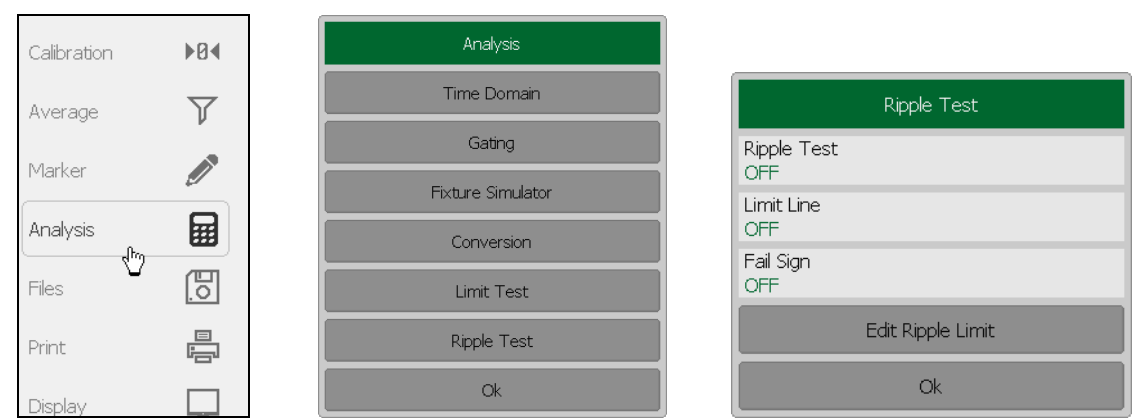 Calibration
Average
Marker
Analysis
Files
Print
Display
Analysis
Time Domain
Gating
Fixture Simulator
Conversion
Limit Test
Ripple Test
Ok
Ripple Test
Ripple Test
OFF
Limit Line
OFF
Fail Sign
OFF
Edit Ripple Limit
Ok